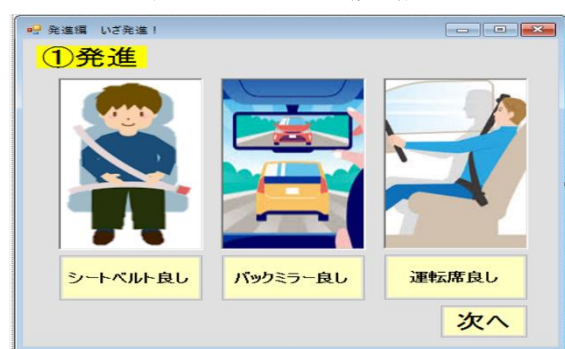 発進編 いざ発進！
①発進
シートベルト良し
バックミラー良し
運転席良し
次へ